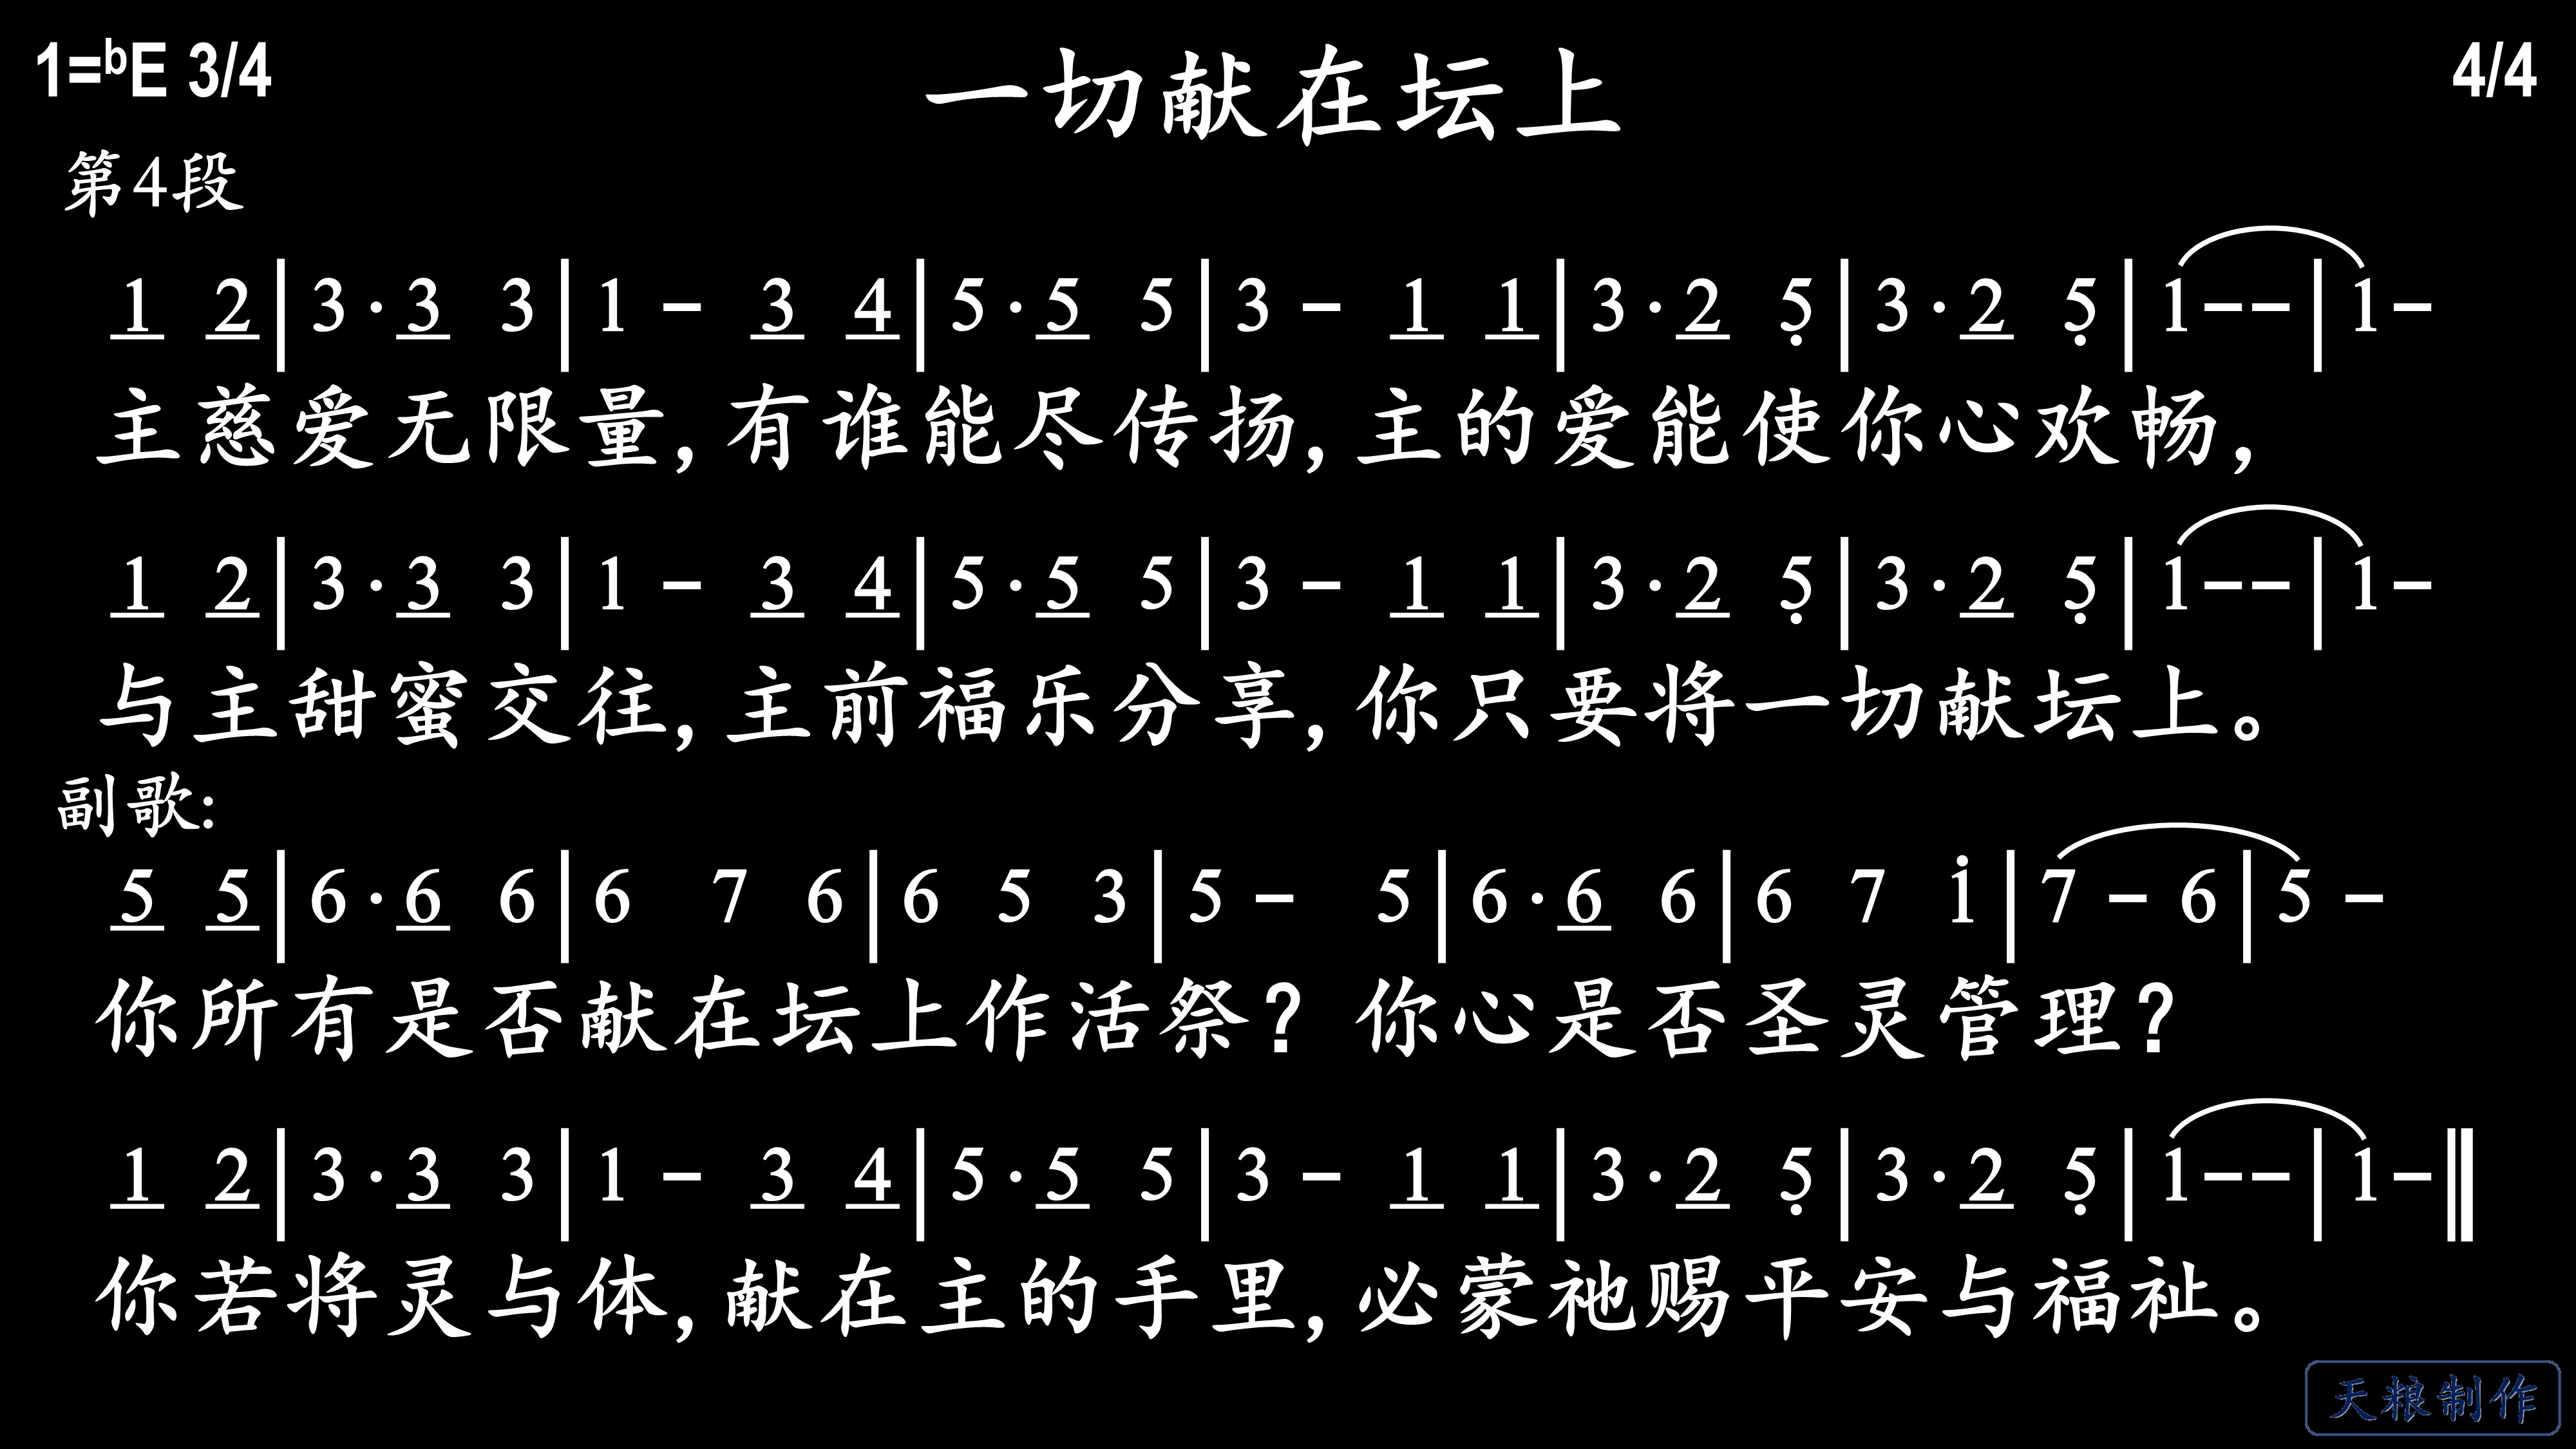 1=ᵇE 3/4
一切献在坛上
4/4
第4段
1 2 | 3 · 3 3 | 1 – 3 4 | 5 · 5 5 | 3 – 1 1 | 3 · 2 5̣ | 3 · 2 5̣ | 1 – – | 1 –
主慈爱无限量,有谁能尽传扬,主的爱能使你心欢畅,
1 2 | 3 · 3 3 | 1 – 3 4 | 5 · 5 5 | 3 – 1 1 | 3 · 2 5̣ | 3 · 2 5̣ | 1 – – | 1 –
与主甜蜜交往,主前福乐分享,你只要将一切献坛上。
副歌:
5 5 | 6 · 6 6 | 6 7 6 | 6 5 3 | 5 – 5 | 6 · 6 6 | 6 7 i | 7 – 6 | 5 –
你所有是否献在坛上作活祭? 你心是否圣灵管理?
1 2 | 3 · 3 3 | 1 – 3 4 | 5 · 5 5 | 3 – 1 1 | 3 · 2 5̣ | 3 · 2 5̣ | 1 – – | 1 – ‖
你若将灵与体,献在主的手里,必蒙祂赐平安与福祉。
天粮制作